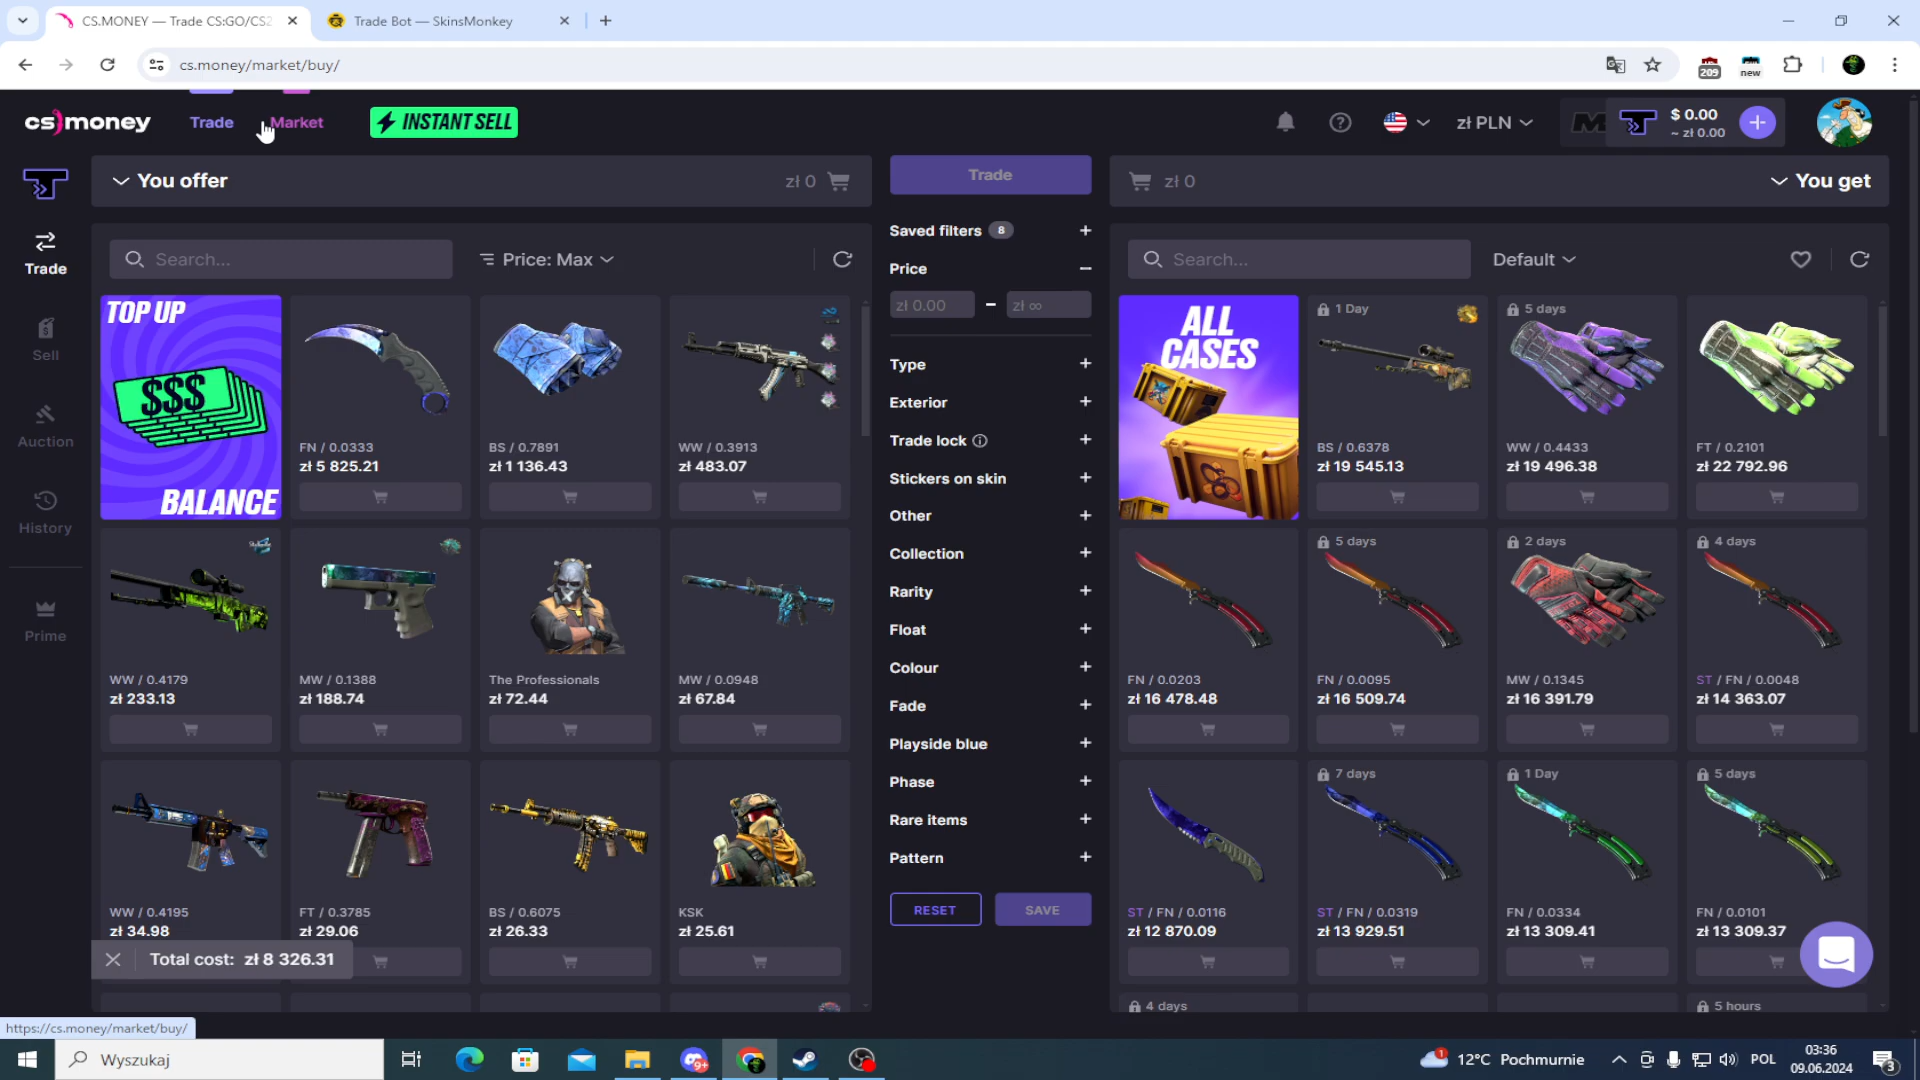 CS.MONEY — Trade CS:GO/CS2
Trade Bot — SkinsMonkey
cs.money/market/buy/
209
new
cs money
Trade
Market
INSTANT SELL
zł PLN
$ 0.00
~ zł 0.00
Trade
Sell
Auction
History
Prime
You offer
zł 0
Search...
Price: Max
TOP UP
$$$
BALANCE
FN / 0.0333
zł 5 825.21
BS / 0.7891
zł 1 136.43
WW / 0.3913
zł 483.07
WW / 0.4179
zł 233.13
MW / 0.1388
zł 188.74
The Professionals
zł 72.44
MW / 0.0948
zł 67.84
WW / 0.4195
zł 34.98
FT / 0.3785
zł 29.06
BS / 0.6075
zł 26.33
KSK
zł 25.61
Total cost: zł 8 326.31
Trade
Saved filters 8
Price
zł 0.00 – zł ∞
Type
Exterior
Trade lock
Stickers on skin
Other
Collection
Rarity
Float
Colour
Fade
Playside blue
Phase
Rare items
Pattern
RESET
SAVE
zł 0
You get
Search...
Default
ALL
CASES
1 Day
BS / 0.6378
zł 19 545.13
5 days
WW / 0.4433
zł 19 496.38
FT / 0.2101
zł 22 792.96
FN / 0.0203
zł 16 478.48
5 days
FN / 0.0095
zł 16 509.74
2 days
MW / 0.1345
zł 16 391.79
4 days
ST / FN / 0.0048
zł 14 363.07
ST / FN / 0.0116
zł 12 870.09
7 days
ST / FN / 0.0319
zł 13 929.51
1 Day
FN / 0.0334
zł 13 309.41
5 days
FN / 0.0101
zł 13 309.37
4 days
5 hours
https://cs.money/market/buy/
Wyszukaj
9+
1
12°C Pochmurnie
POL
03:36
09.06.2024
3